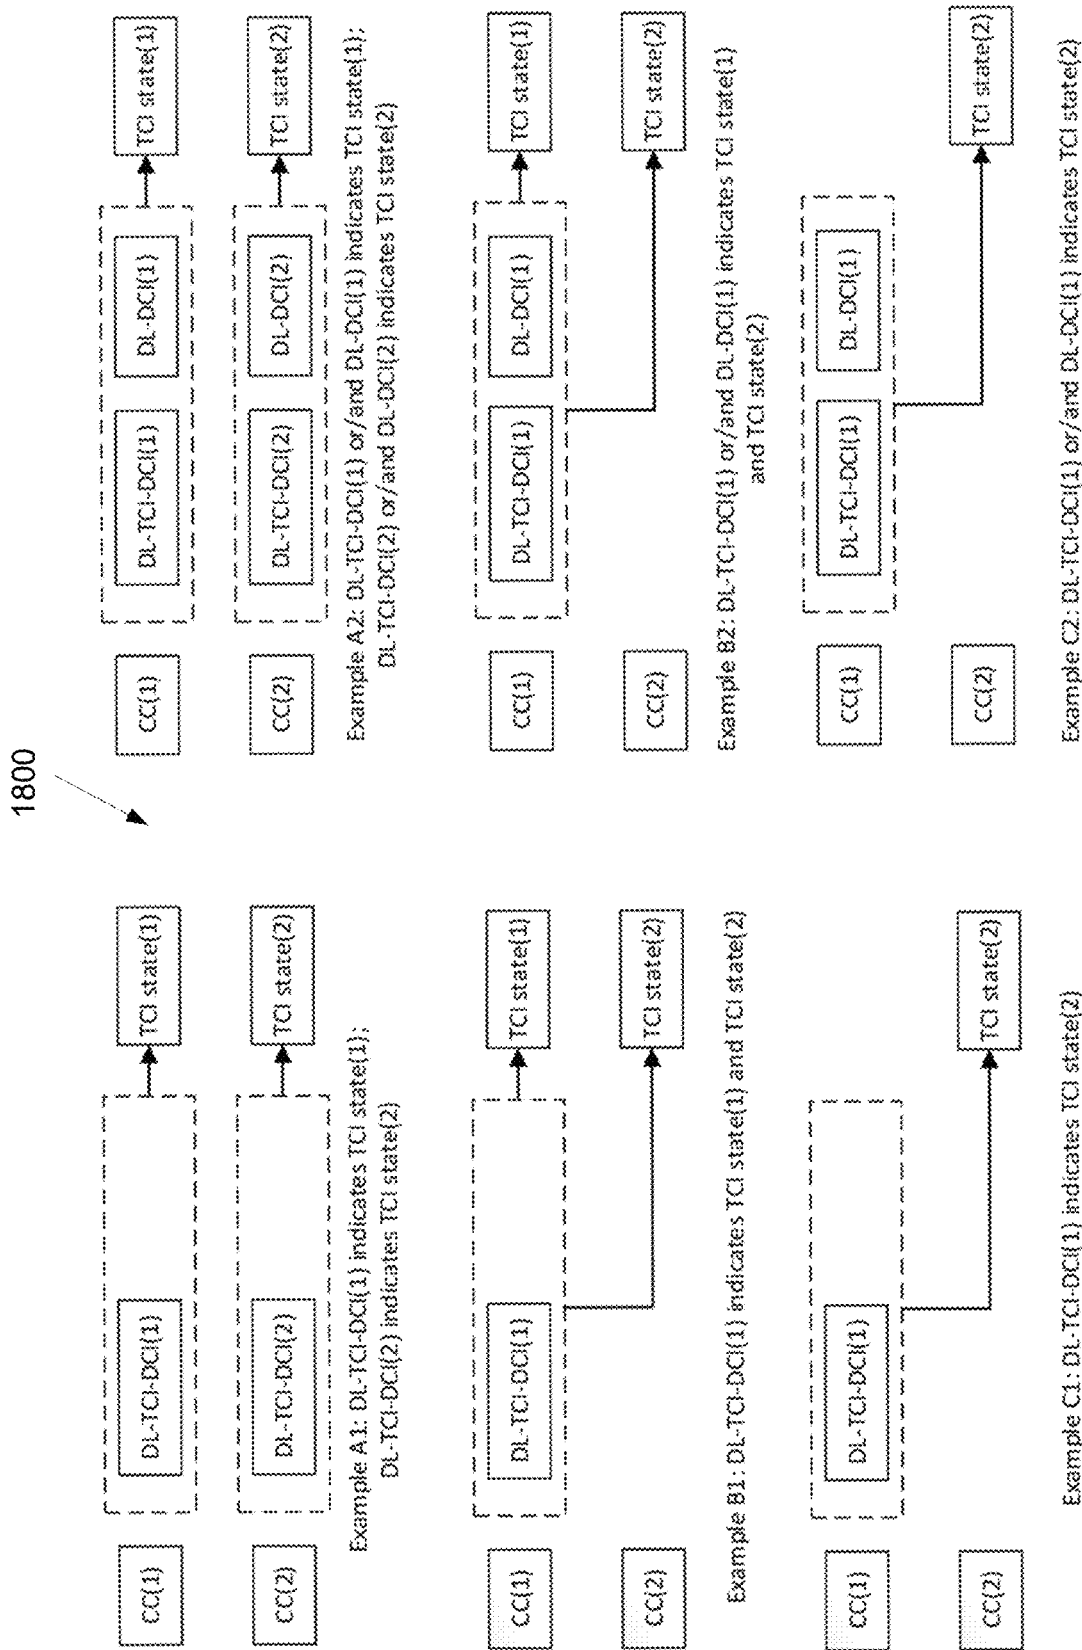 1800
CC(1)
DL-TCI-DCI(1)
TCI state(1)
CC(2)
DL-TCI-DCI(2)
TCI state(2)
Example A1: DL-TCI-DCI(1) indicates TCI state(1);
DL-TCI-DCI(2) indicates TCI state(2)
CC(1)
DL-TCI-DCI(1)
TCI state(1)
CC(2)
TCI state(2)
Example B1: DL-TCI-DCI(1) indicates TCI state(1) and TCI state(2)
CC(1)
DL-TCI-DCI(1)
CC(2)
TCI state(2)
Example C1: DL-TCI-DCI(1) indicates TCI state(2)
CC(1)
DL-TCI-DCI(1)
DL-DCI(1)
TCI state(1)
CC(2)
DL-TCI-DCI(2)
DL-DCI(2)
TCI state(2)
Example A2: DL-TCI-DCI(1) or/and DL-DCI(1) indicates TCI state(1);
DL-TCI-DCI(2) or/and DL-DCI(2) indicates TCI state(2)
CC(1)
DL-TCI-DCI(1)
DL-DCI(1)
TCI state(1)
CC(2)
TCI state(2)
Example B2: DL-TCI-DCI(1) or/and DL-DCI(1) indicates TCI state(1)
and TCI state(2)
CC(1)
DL-TCI-DCI(1)
DL-DCI(1)
CC(2)
TCI state(2)
Example C2: DL-TCI-DCI(1) or/and DL-DCI(1) indicates TCI state(2)